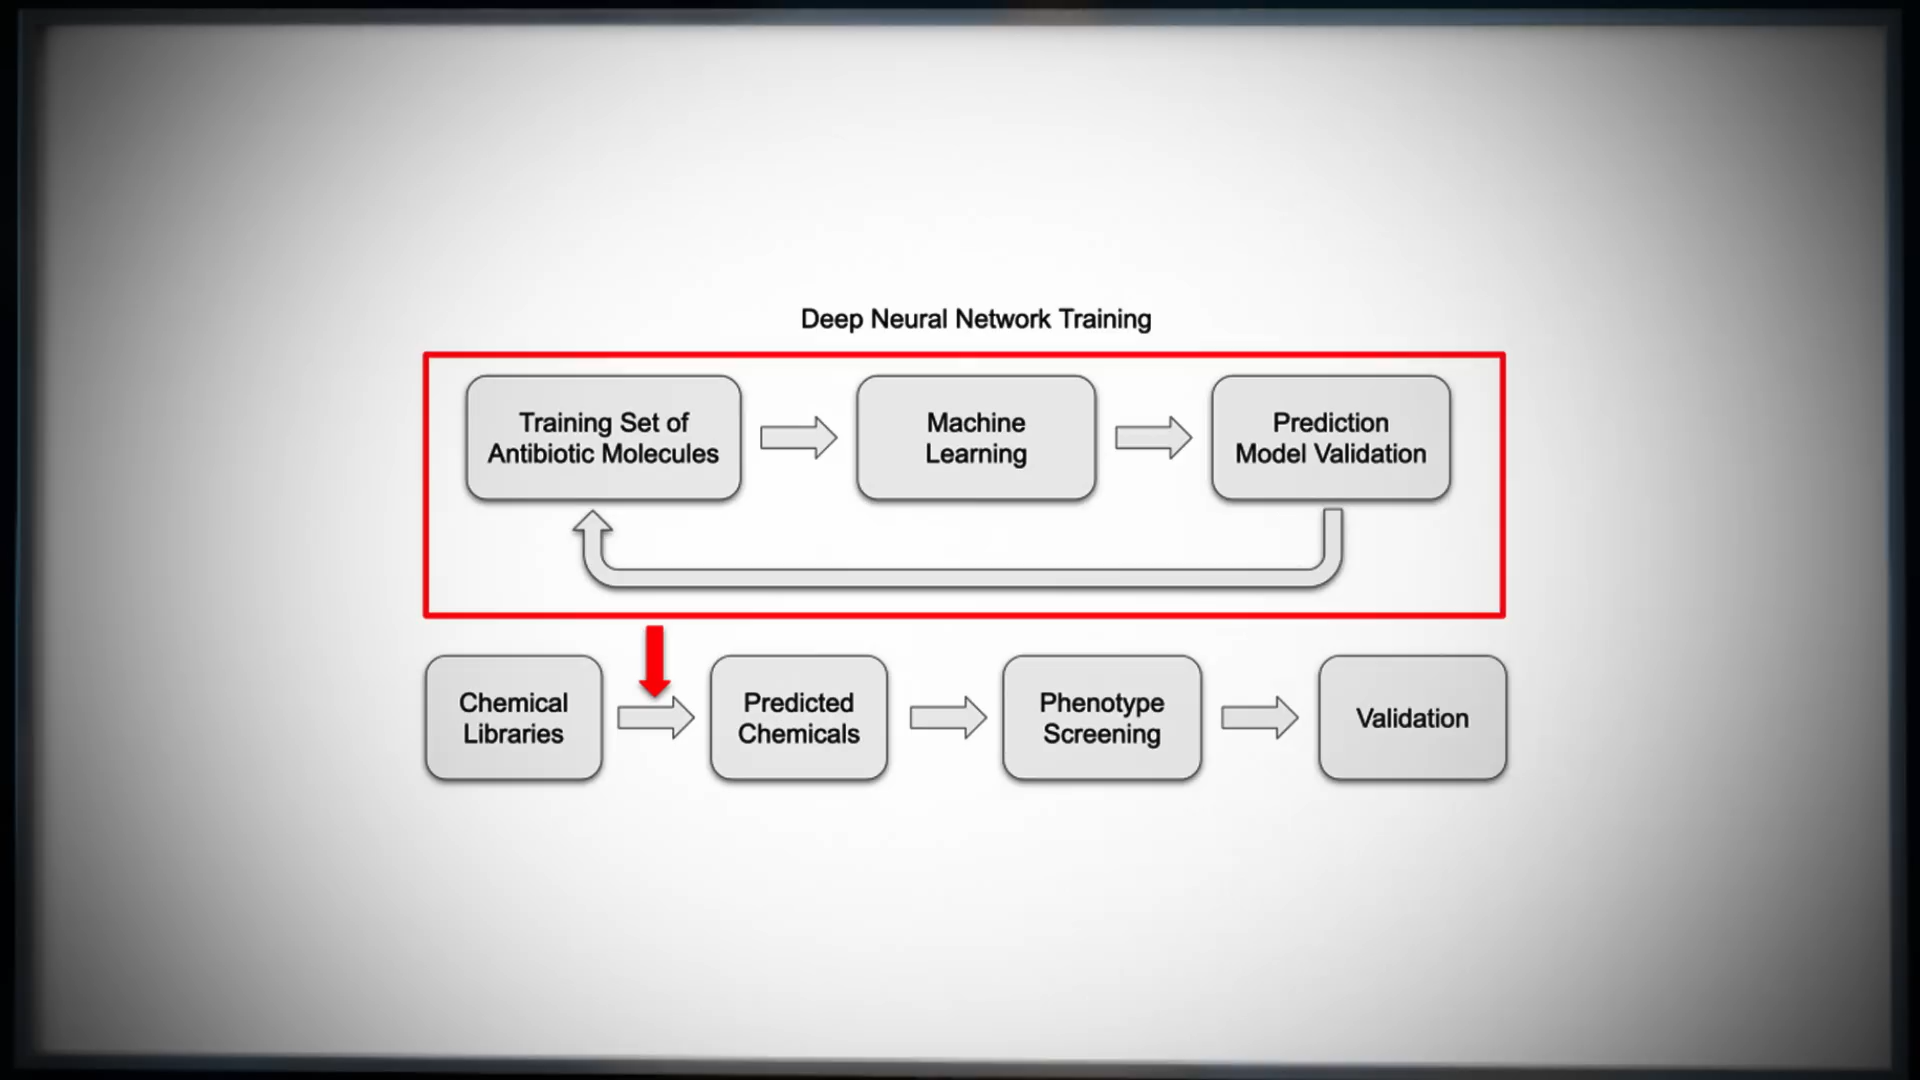 Deep Neural Network Training
Training Set of
Antibiotic Molecules
Machine
Learning
Prediction
Model Validation
Chemical
Libraries
Predicted
Chemicals
Phenotype
Screening
Validation